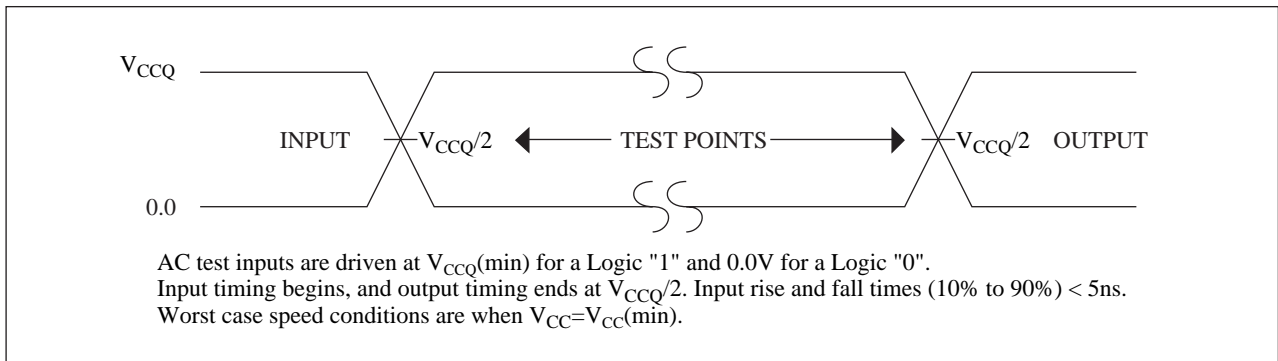 VCCQ
INPUT VCCQ/2 TEST POINTS VCCQ/2 OUTPUT
0.0
AC test inputs are driven at VCCQ(min) for a Logic "1" and 0.0V for a Logic "0".
Input timing begins, and output timing ends at VCCQ/2. Input rise and fall times (10% to 90%) < 5ns.
Worst case speed conditions are when VCC=VCC(min).